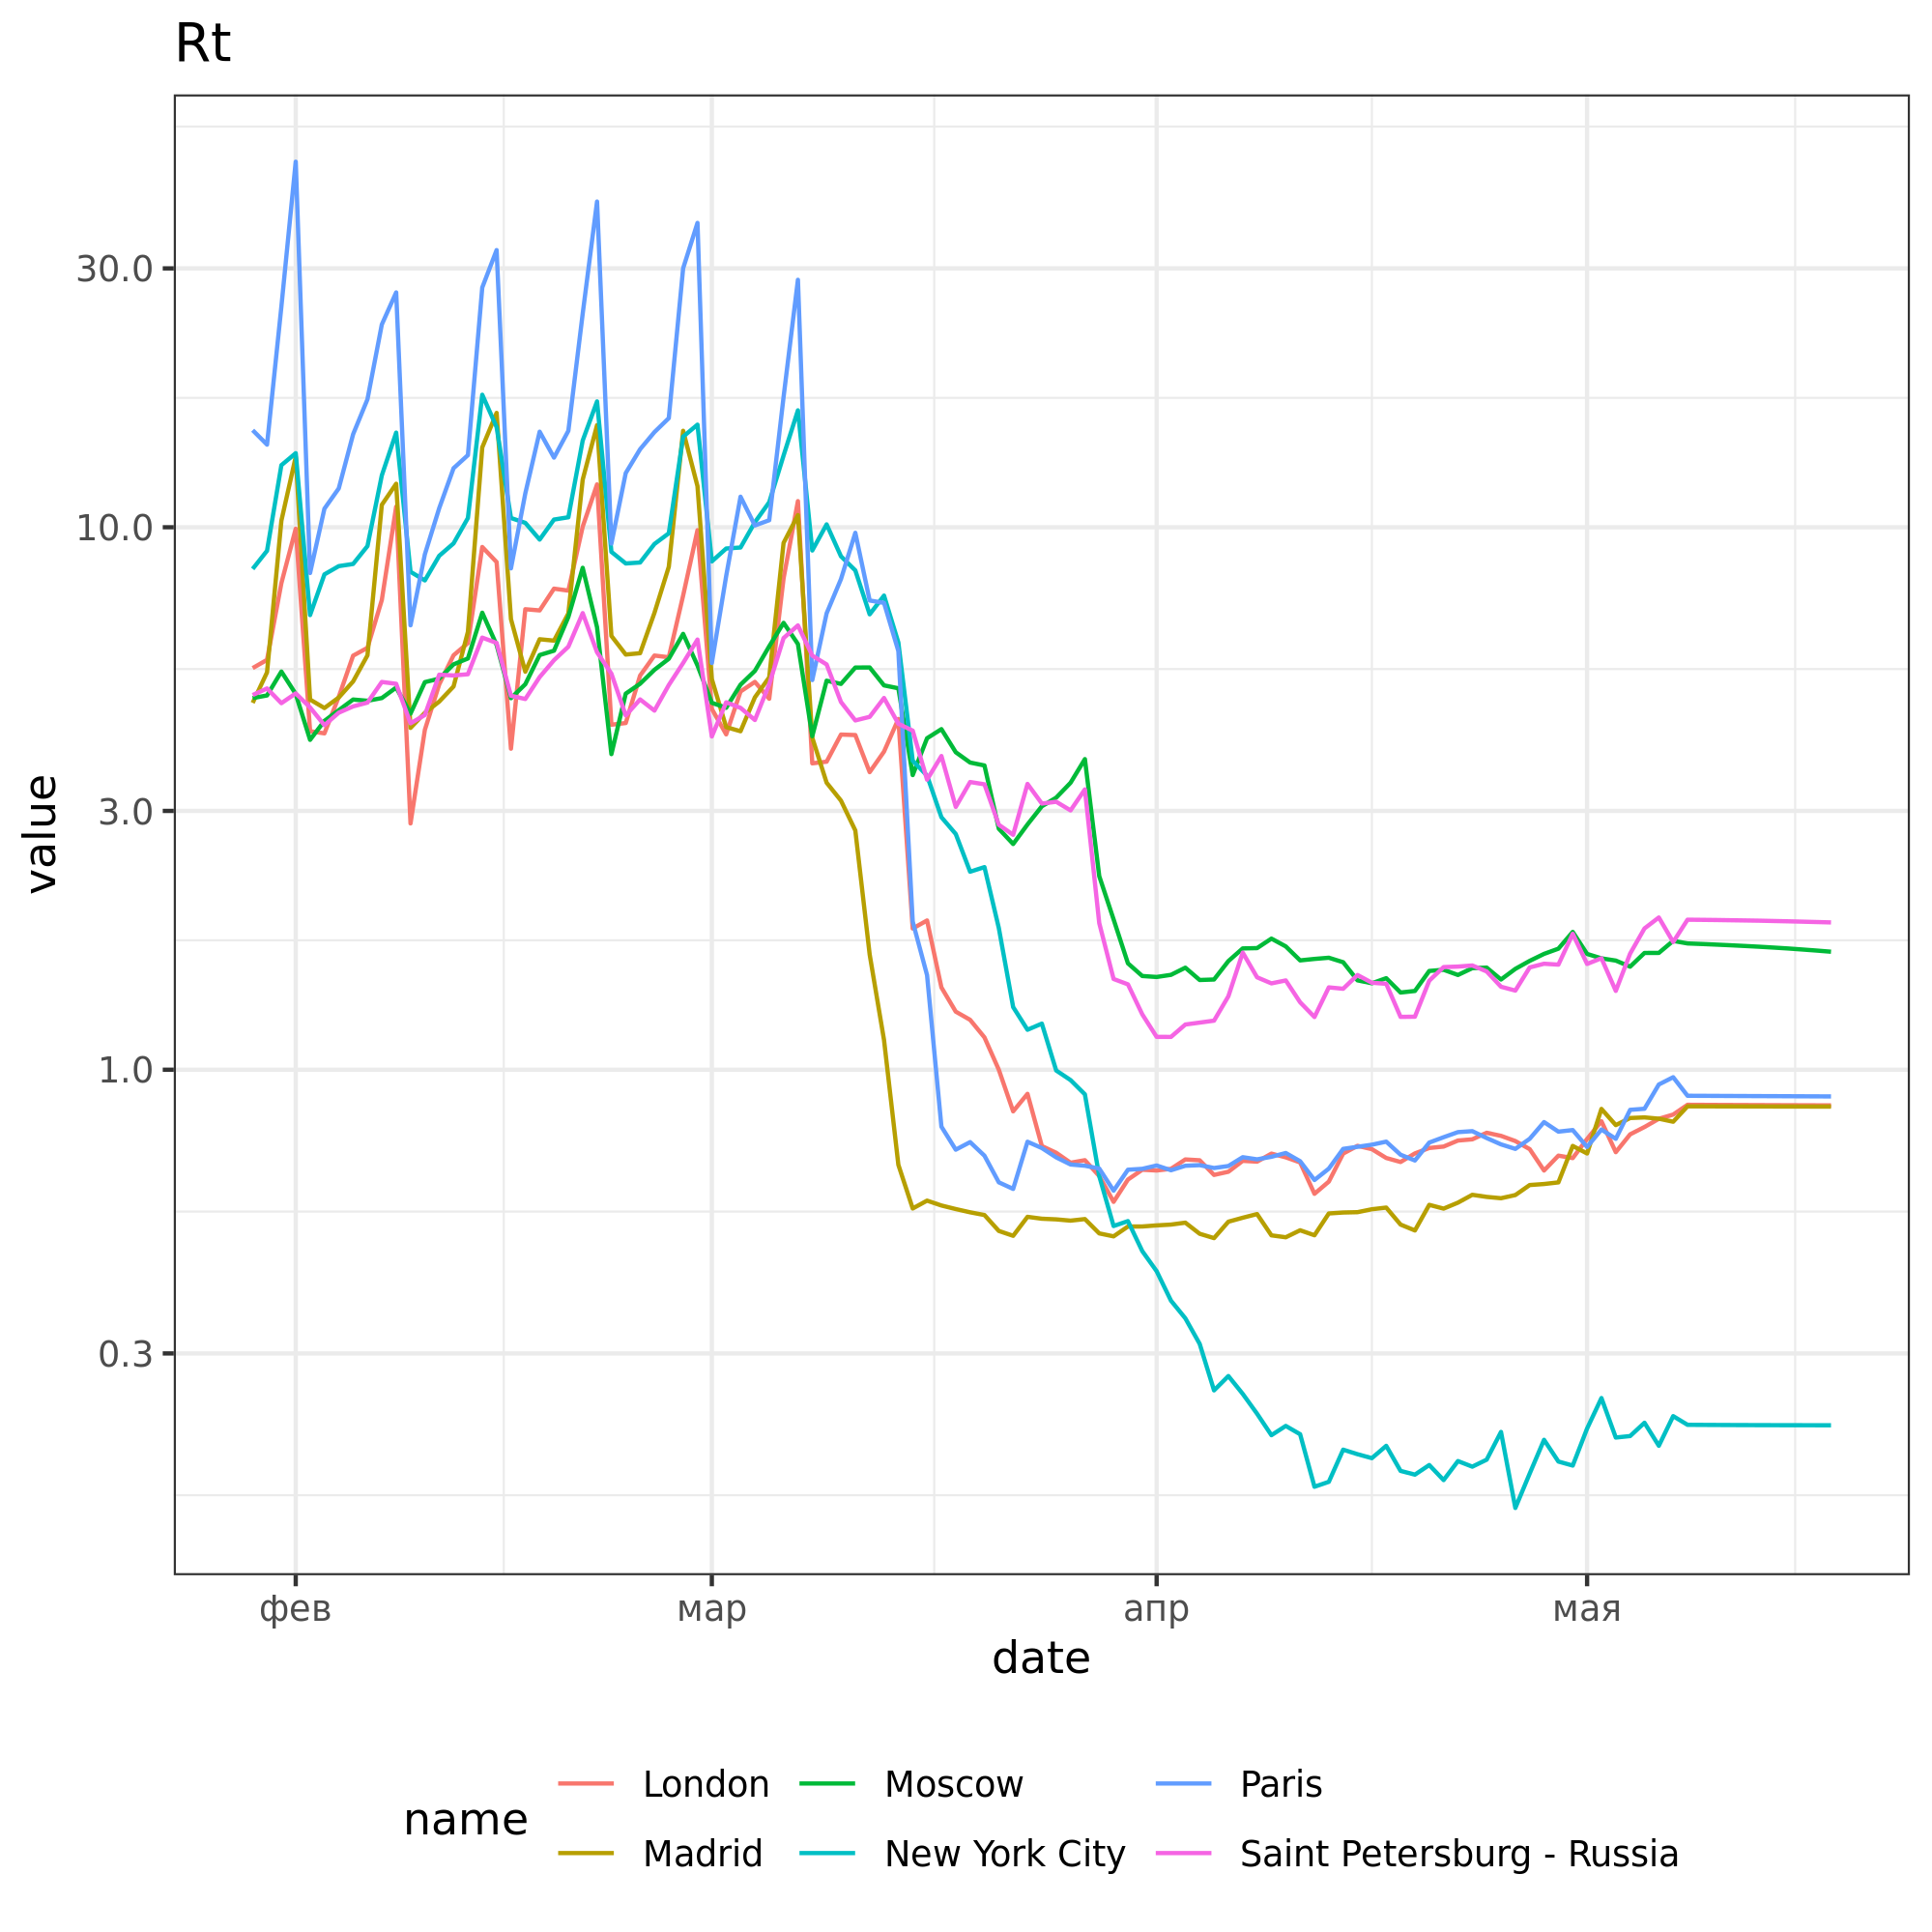 Rt
30.0
10.0
3.0
1.0
0.3
value
фев мар апр мая
date
name
London Moscow Paris
Madrid New York City Saint Petersburg - Russia